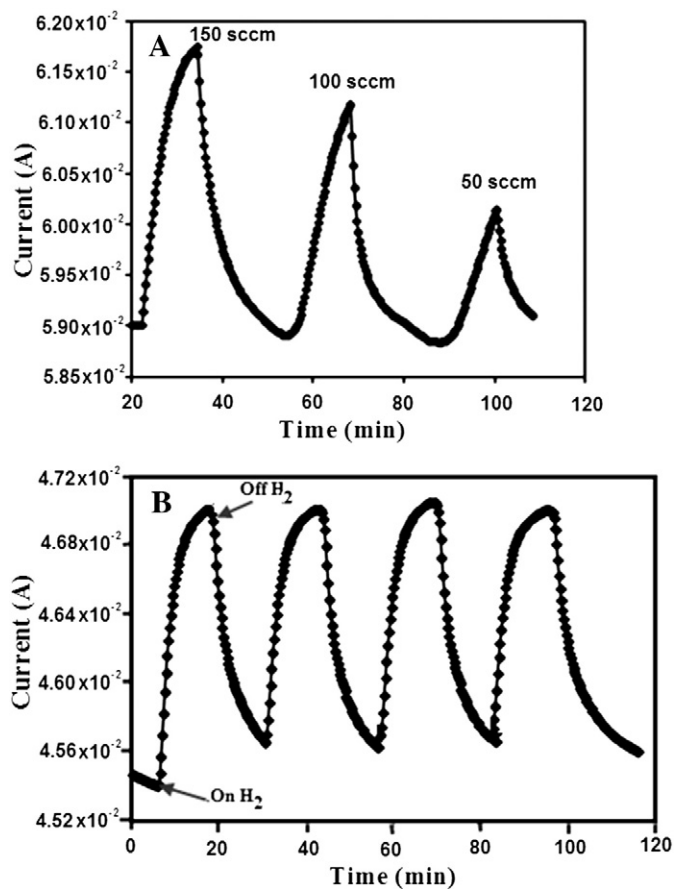 A
150 sccm
100 sccm
50 sccm
6.20x10-2
6.15x10-2
6.10x10-2
6.05x10-2
6.00x10-2
5.95x10-2
5.90x10-2
5.85x10-2
Current (A)
20 40 60 80 100 120
Time (min)
B
Off H2
On H2
4.72x10-2
4.68x10-2
4.64x10-2
4.60x10-2
4.56x10-2
4.52x10-2
Current (A)
0 20 40 60 80 100 120
Time (min)